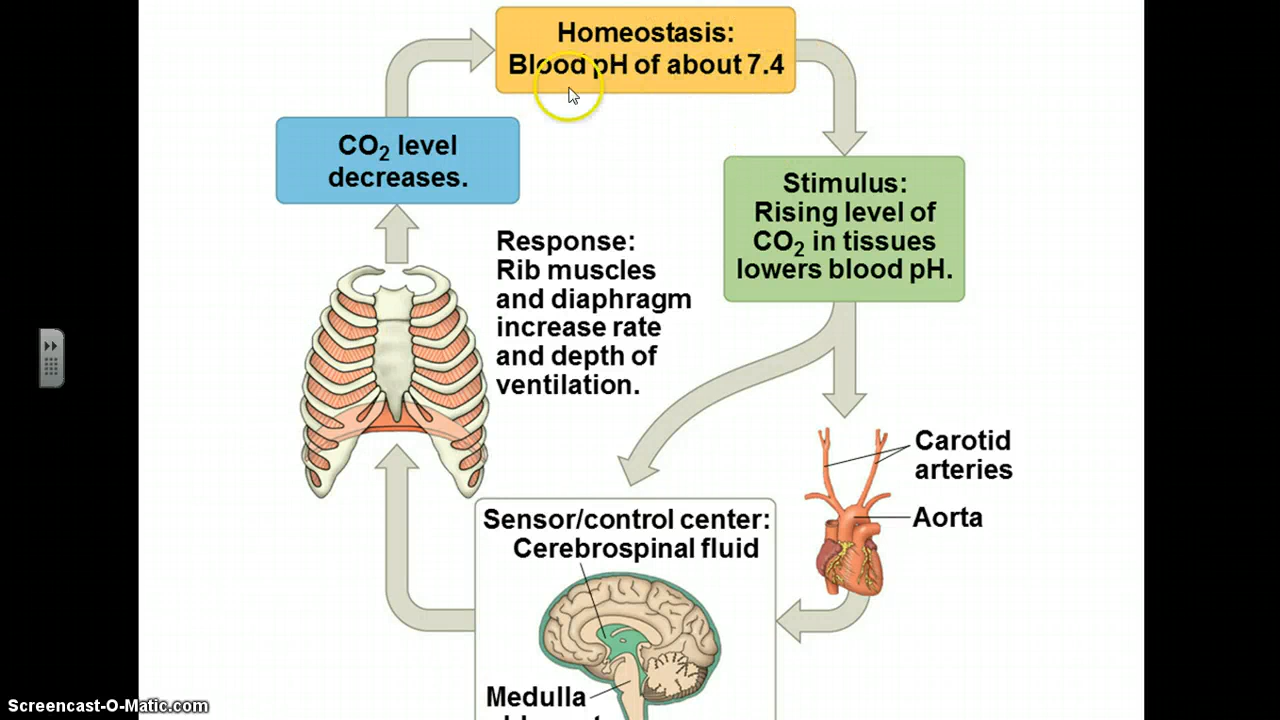 Homeostasis:
Blood pH of about 7.4
CO₂ level
decreases.
Stimulus:
Rising level of
CO₂ in tissues
lowers blood pH.
Response:
Rib muscles
and diaphragm
increase rate
and depth of
ventilation.
Carotid
arteries
Aorta
Sensor/control center:
Cerebrospinal fluid
Medulla
Screencast-O-Matic.com